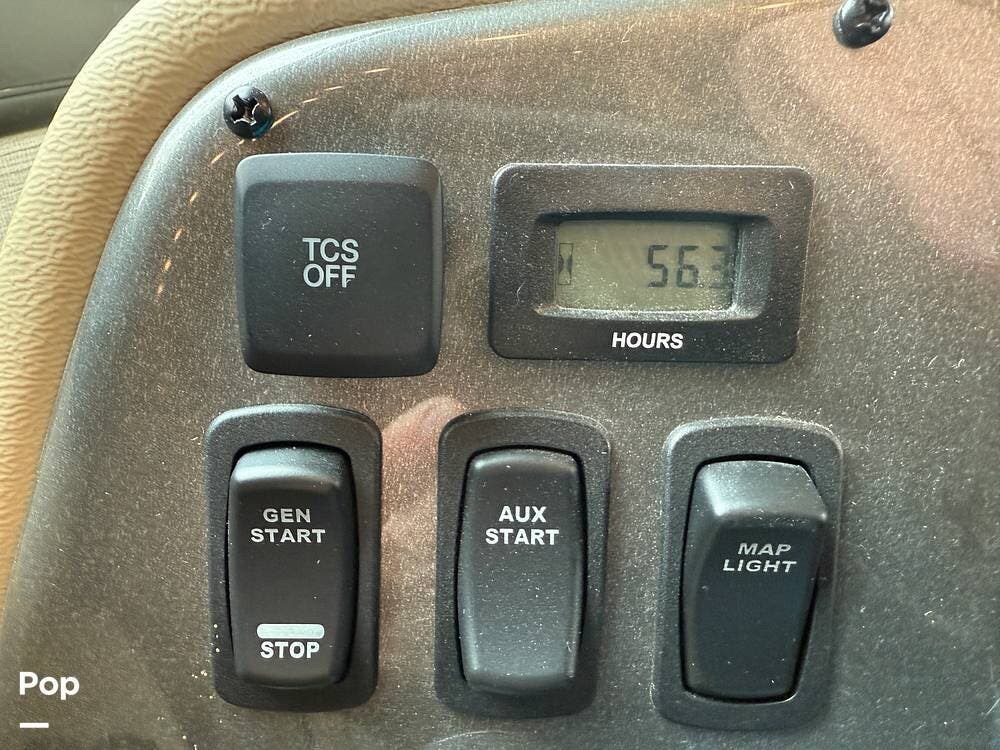 TCS
OFF
563
HOURS
GEN
START
STOP
AUX
START
MAP
LIGHT
Pop